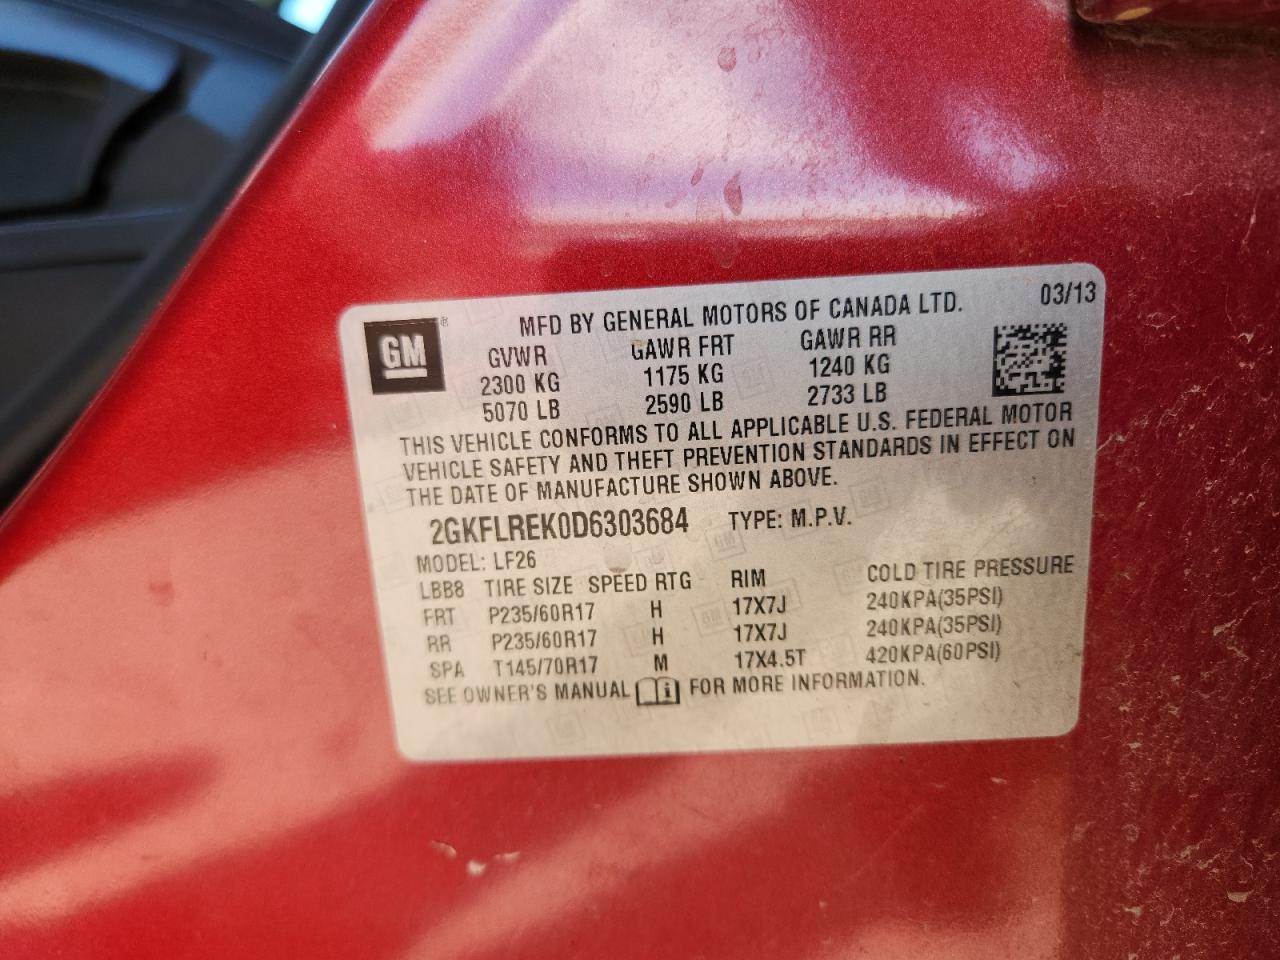 GM®
MFD BY GENERAL MOTORS OF CANADA LTD. 03/13
GVWR GAWR FRT GAWR RR
2300 KG 1175 KG 1240 KG
5070 LB 2590 LB 2733 LB
THIS VEHICLE CONFORMS TO ALL APPLICABLE U.S. FEDERAL MOTOR
VEHICLE SAFETY AND THEFT PREVENTION STANDARDS IN EFFECT ON
THE DATE OF MANUFACTURE SHOWN ABOVE.
2GKFLREK0D6303684 TYPE: M.P.V.
MODEL: LF26
LBB8 TIRE SIZE SPEED RTG RIM COLD TIRE PRESSURE
FRT P235/60R17 H 17X7J 240KPA(35PSI)
RR P235/60R17 H 17X7J 240KPA(35PSI)
SPA T145/70R17 M 17X4.5T 420KPA(60PSI)
SEE OWNER'S MANUAL i FOR MORE INFORMATION.